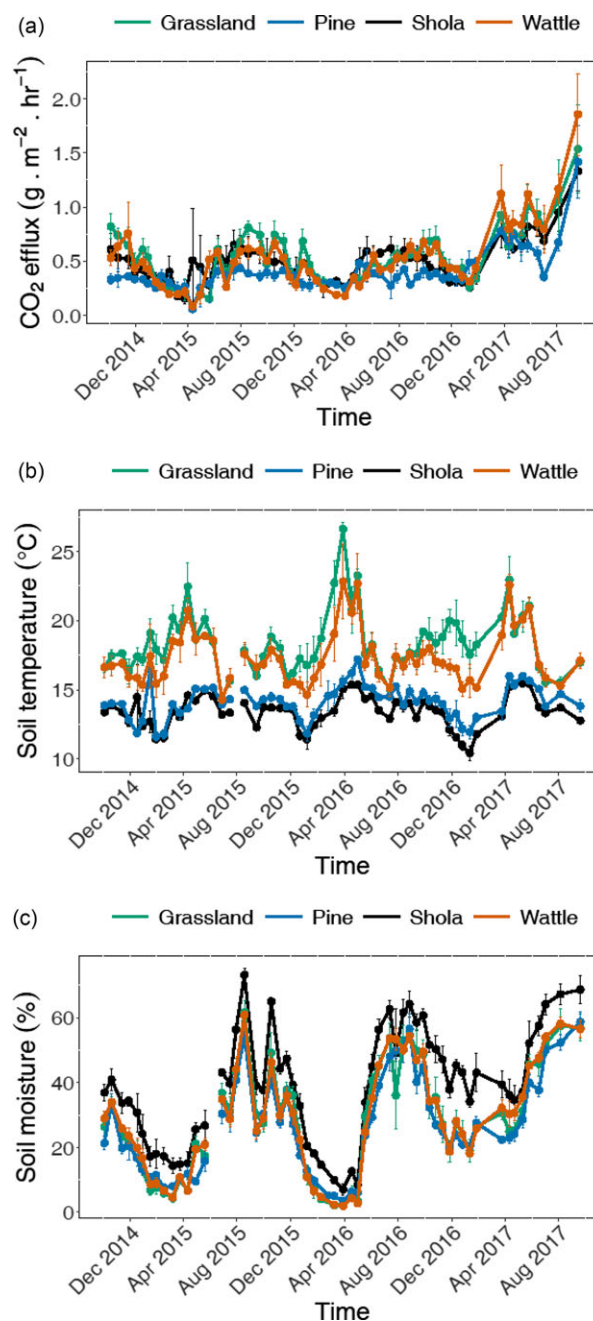 (a)
Grassland Pine Shola Wattle
2.0
1.5
1.0
0.5
0.0
CO₂ efflux (g . m⁻² . hr⁻¹)
Dec 2014 Apr 2015 Aug 2015 Dec 2015 Apr 2016 Aug 2016 Dec 2016 Apr 2017 Aug 2017
Time
(b)
Grassland Pine Shola Wattle
25
20
15
10
Soil temperature (°C)
Dec 2014 Apr 2015 Aug 2015 Dec 2015 Apr 2016 Aug 2016 Dec 2016 Apr 2017 Aug 2017
Time
(c)
Grassland Pine Shola Wattle
60
40
20
0
Soil moisture (%)
Dec 2014 Apr 2015 Aug 2015 Dec 2015 Apr 2016 Aug 2016 Dec 2016 Apr 2017 Aug 2017
Time